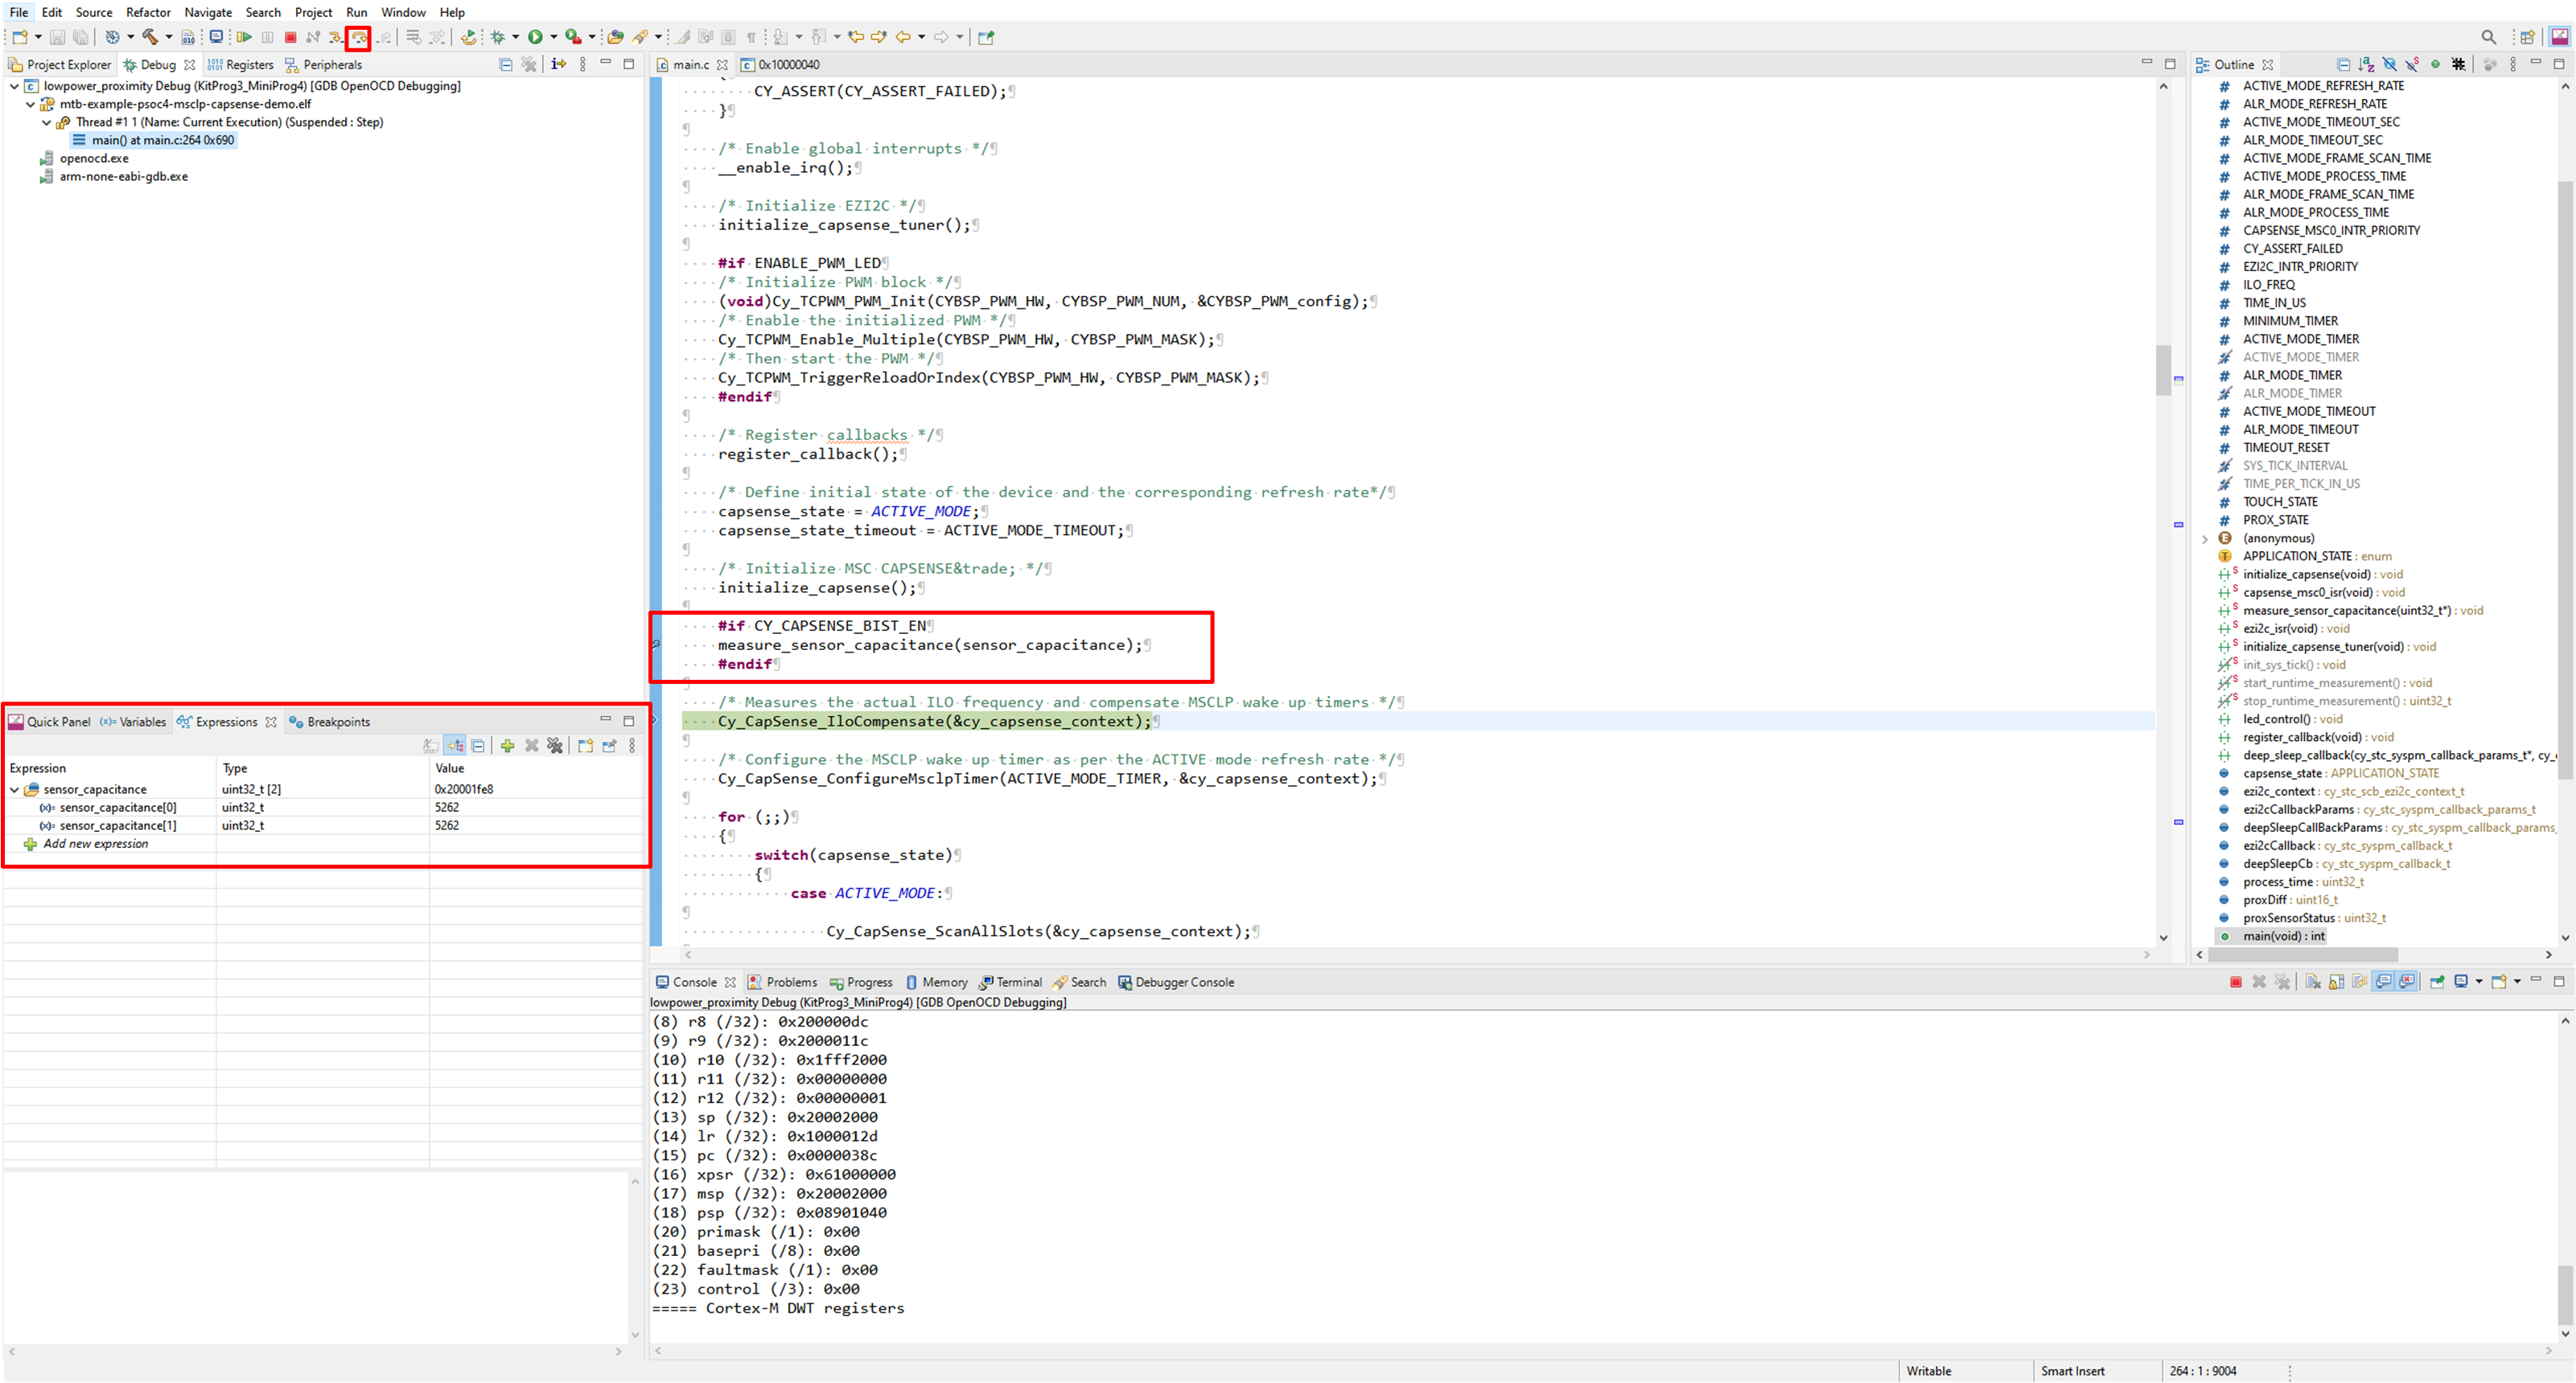 File Edit Source Refactor Navigate Search Project Run Window Help
Project Explorer Debug Registers Peripherals
lowpower_proximity Debug (KitProg3_MiniProg4) [GDB OpenOCD Debugging]
mtb-example-psoc4-msclp-capsense-demo.elf
Thread #1 1 (Name: Current Execution) (Suspended : Step)
main() at main.c:264 0x690
openocd.exe
arm-none-eabi-gdb.exe
Quick Panel (x)= Variables Expressions Breakpoints
Expression Type Value
sensor_capacitance uint32_t [2] 0x20001fe8
(x)= sensor_capacitance[0] uint32_t 5262
(x)= sensor_capacitance[1] uint32_t 5262
Add new expression
main.c 0x10000040
CY_ASSERT(CY_ASSERT_FAILED);
}
/* Enable global interrupts */
__enable_irq();
/* Initialize EZI2C */
initialize_capsense_tuner();
#if ENABLE_PWM_LED
/* Initialize PWM block */
(void)Cy_TCPWM_PWM_Init(CYBSP_PWM_HW, CYBSP_PWM_NUM, &CYBSP_PWM_config);
/* Enable the initialized PWM */
Cy_TCPWM_Enable_Multiple(CYBSP_PWM_HW, CYBSP_PWM_MASK);
/* Then start the PWM */
Cy_TCPWM_TriggerReloadOrIndex(CYBSP_PWM_HW, CYBSP_PWM_MASK);
#endif
/* Register callbacks */
register_callback();
/* Define initial state of the device and the corresponding refresh rate*/
capsense_state = ACTIVE_MODE;
capsense_state_timeout = ACTIVE_MODE_TIMEOUT;
/* Initialize MSC CAPSENSE&trade; */
initialize_capsense();
#if CY_CAPSENSE_BIST_EN
measure_sensor_capacitance(sensor_capacitance);
#endif
/* Measures the actual ILO frequency and compensate MSCLP wake up timers */
Cy_CapSense_IloCompensate(&cy_capsense_context);
/* Configure the MSCLP wake up timer as per the ACTIVE mode refresh rate */
Cy_CapSense_ConfigureMsclpTimer(ACTIVE_MODE_TIMER, &cy_capsense_context);
for (;;)
{
switch(capsense_state)
{
case ACTIVE_MODE:
Cy_CapSense_ScanAllSlots(&cy_capsense_context);
Console Problems Progress Memory Terminal Search Debugger Console
lowpower_proximity Debug (KitProg3_MiniProg4) [GDB OpenOCD Debugging]
(8) r8 (/32): 0x200000dc
(9) r9 (/32): 0x2000011c
(10) r10 (/32): 0x1fff2000
(11) r11 (/32): 0x00000000
(12) r12 (/32): 0x00000001
(13) sp (/32): 0x20002000
(14) lr (/32): 0x1000012d
(15) pc (/32): 0x0000038c
(16) xpsr (/32): 0x61000000
(17) msp (/32): 0x20002000
(18) psp (/32): 0x08901040
(20) primask (/1): 0x00
(21) basepri (/8): 0x00
(22) faultmask (/1): 0x00
(23) control (/3): 0x00
===== Cortex-M DWT registers
Outline
ACTIVE_MODE_REFRESH_RATE
ALR_MODE_REFRESH_RATE
ACTIVE_MODE_TIMEOUT_SEC
ALR_MODE_TIMEOUT_SEC
ACTIVE_MODE_FRAME_SCAN_TIME
ACTIVE_MODE_PROCESS_TIME
ALR_MODE_FRAME_SCAN_TIME
ALR_MODE_PROCESS_TIME
CAPSENSE_MSC0_INTR_PRIORITY
CY_ASSERT_FAILED
EZI2C_INTR_PRIORITY
ILO_FREQ
TIME_IN_US
MINIMUM_TIMER
ACTIVE_MODE_TIMER
ACTIVE_MODE_TIMER
ALR_MODE_TIMER
ALR_MODE_TIMER
ACTIVE_MODE_TIMEOUT
ALR_MODE_TIMEOUT
TIMEOUT_RESET
SYS_TICK_INTERVAL
TIME_PER_TICK_IN_US
TOUCH_STATE
PROX_STATE
(anonymous)
APPLICATION_STATE : enum
initialize_capsense(void) : void
capsense_msc0_isr(void) : void
measure_sensor_capacitance(uint32_t*) : void
ezi2c_isr(void) : void
initialize_capsense_tuner(void) : void
init_sys_tick() : void
start_runtime_measurement() : void
stop_runtime_measurement() : uint32_t
led_control() : void
register_callback(void) : void
deep_sleep_callback(cy_stc_syspm_callback_params_t*, cy_
capsense_state : APPLICATION_STATE
ezi2c_context : cy_stc_scb_ezi2c_context_t
ezi2cCallbackParams : cy_stc_syspm_callback_params_t
deepSleepCallBackParams : cy_stc_syspm_callback_params_
ezi2cCallback : cy_stc_syspm_callback_t
deepSleepCb : cy_stc_syspm_callback_t
process_time : uint32_t
proxDiff : uint16_t
proxSensorStatus : uint32_t
main(void) : int
Writable Smart Insert 264 : 1 : 9004